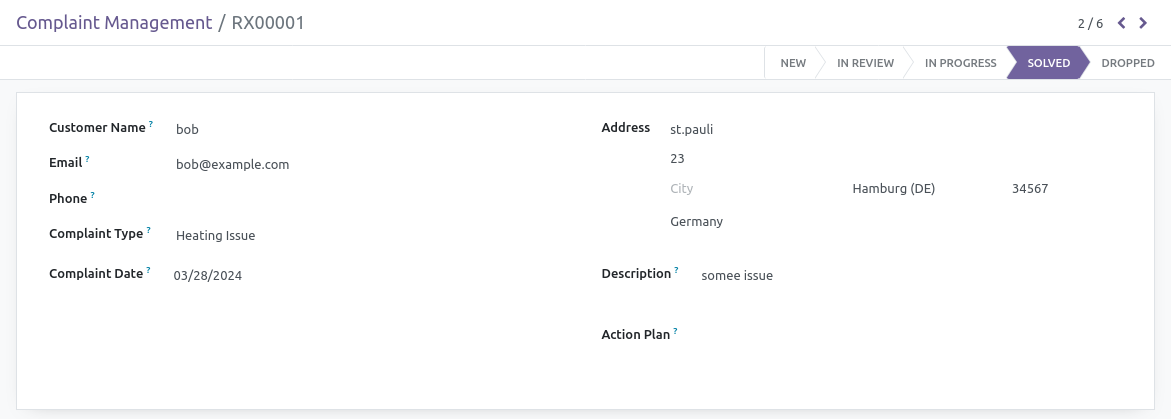 Complaint Management / RX00001
2 / 6
NEW IN REVIEW IN PROGRESS SOLVED DROPPED
Customer Name ? bob
Email ? bob@example.com
Phone ?
Complaint Type ? Heating Issue
Complaint Date ? 03/28/2024
Address st.pauli
23
City Hamburg (DE) 34567
Germany
Description ? somee issue
Action Plan ?